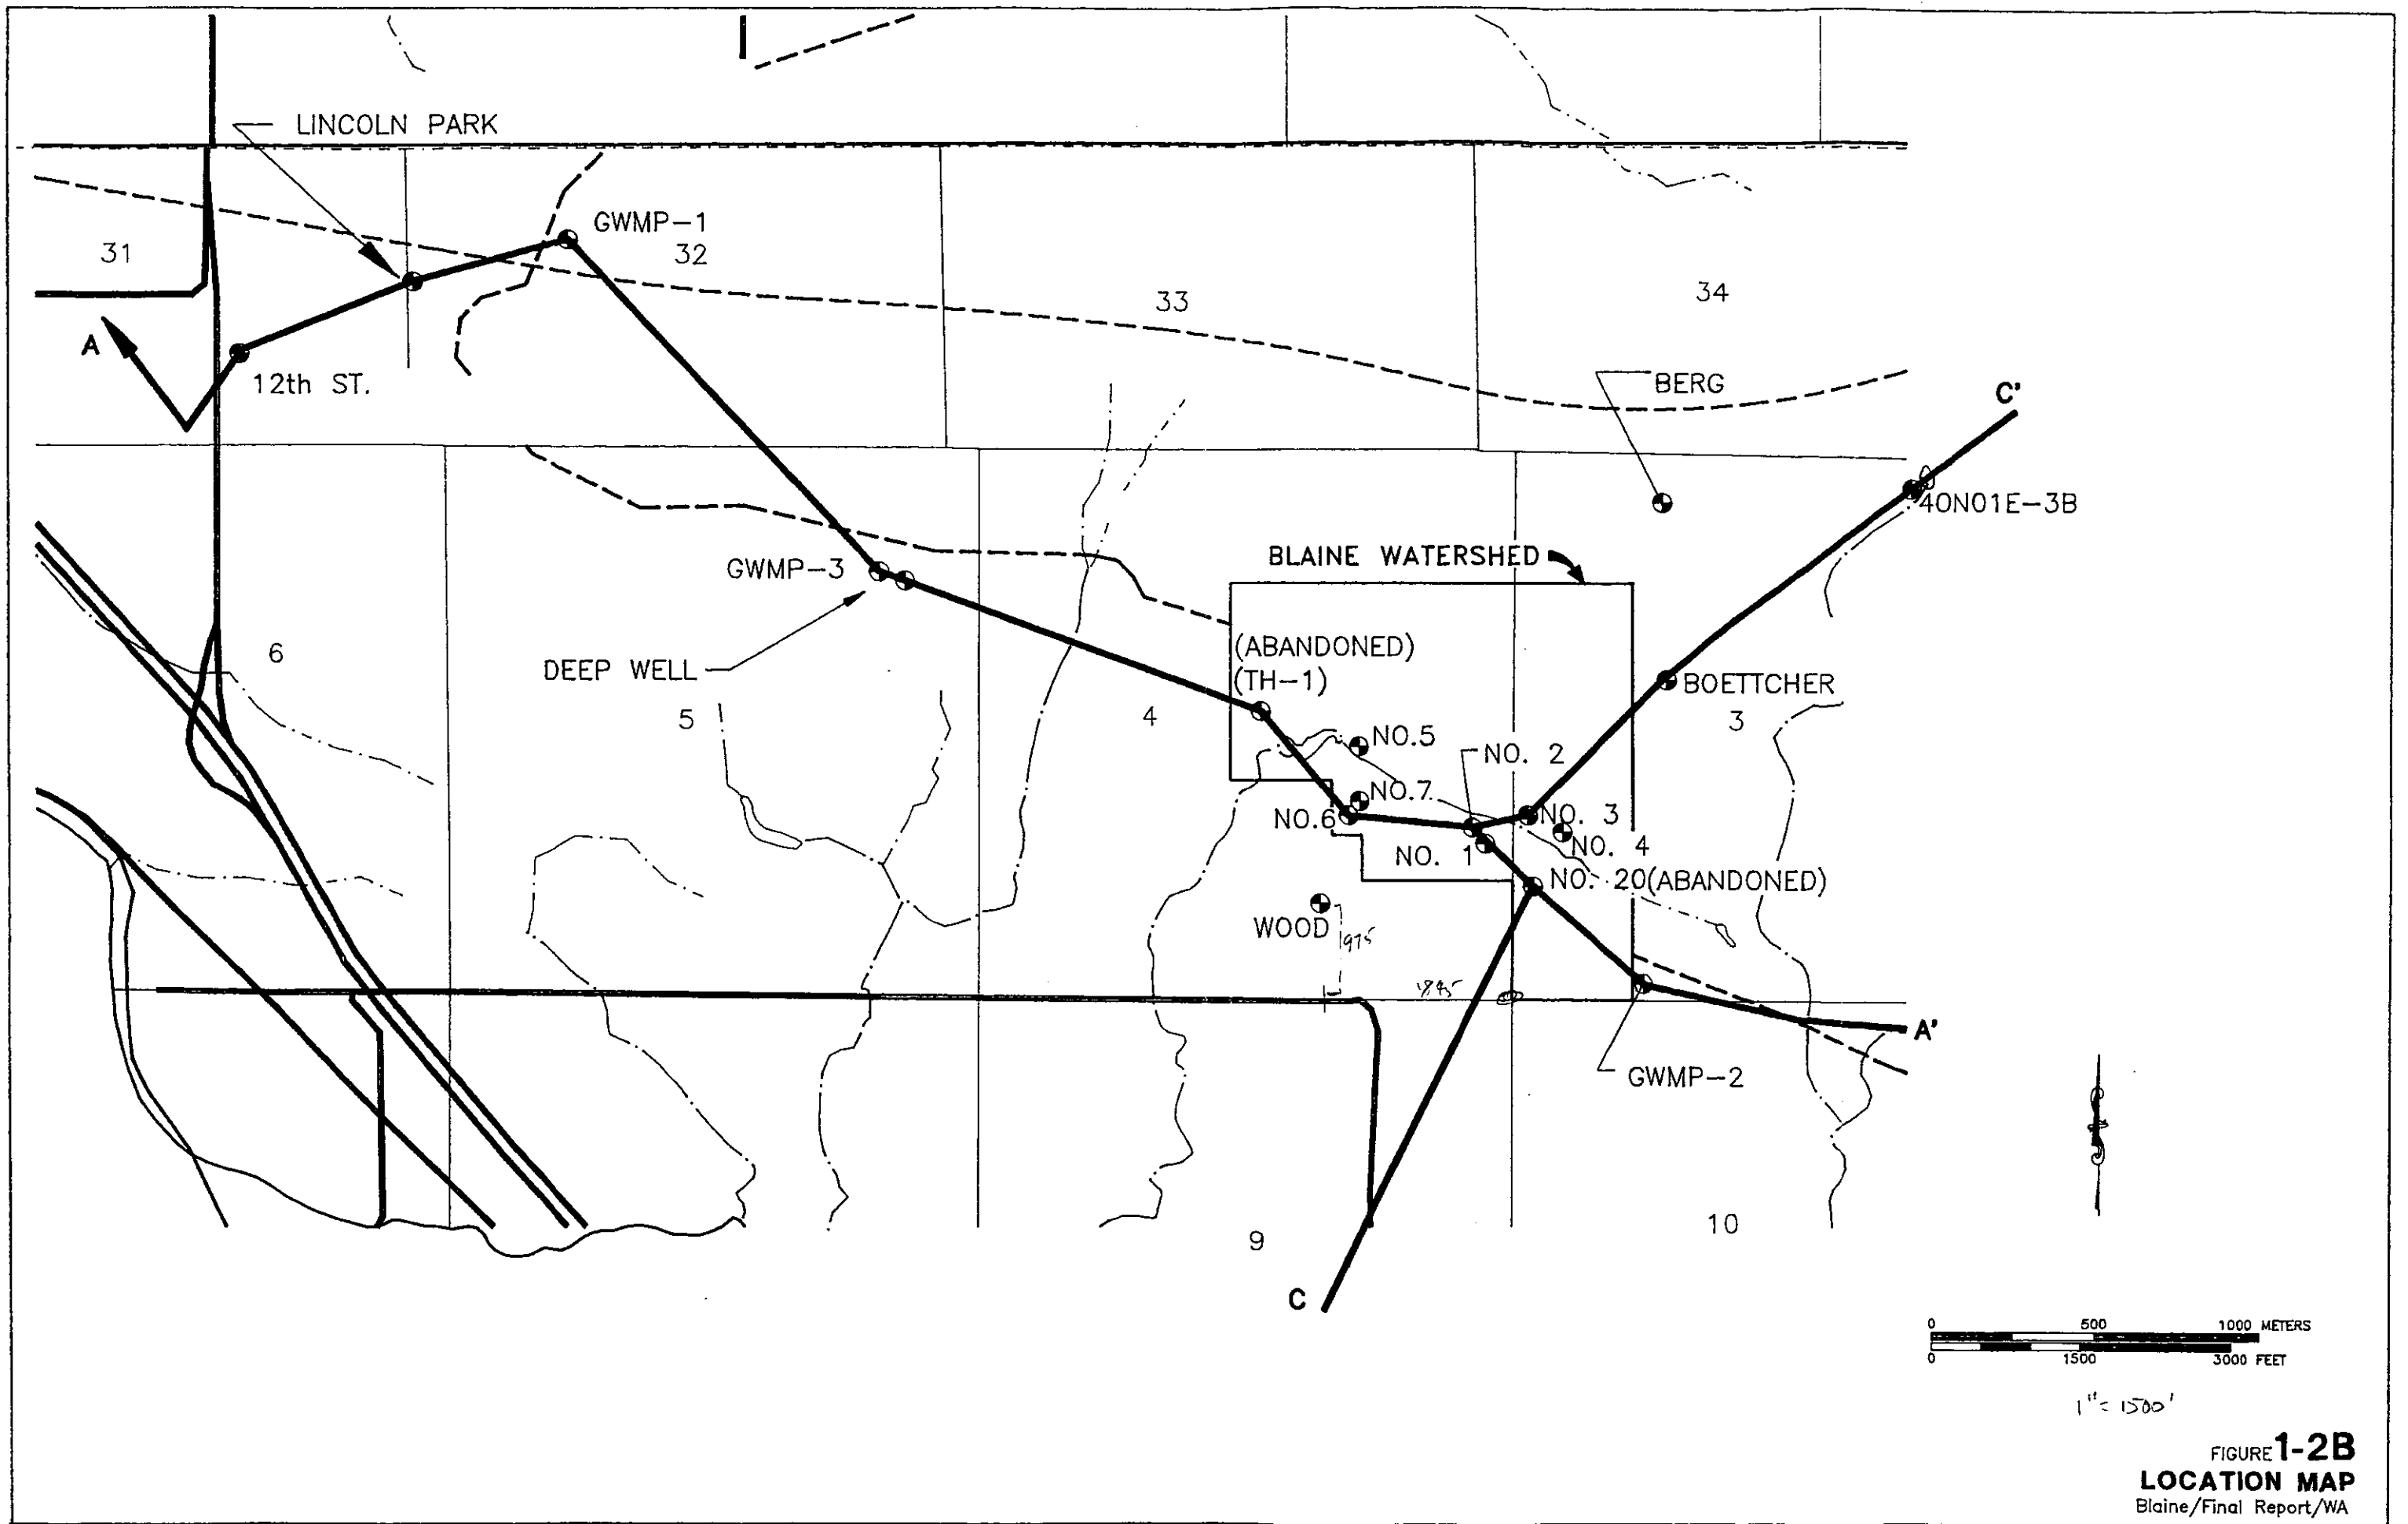 LINCOLN PARK
GWMP-1
31
32
33
34
A
12th ST.
BERG
C'
40N01E-3B
BLAINE WATERSHED
GWMP-3
(ABANDONED)
(TH-1)
6
DEEP WELL
BOETTCHER
5
4
3
NO.5
NO. 2
NO.7
NO.6
NO. 3
NO. 1
NO. 4
NO. 20(ABANDONED)
WOOD
975
1845
A'
GWMP-2
9
10
C
0 500 1000 METERS
0 1500 3000 FEET
1" = 1500'
FIGURE 1-2B
LOCATION MAP
Blaine/Final Report/WA